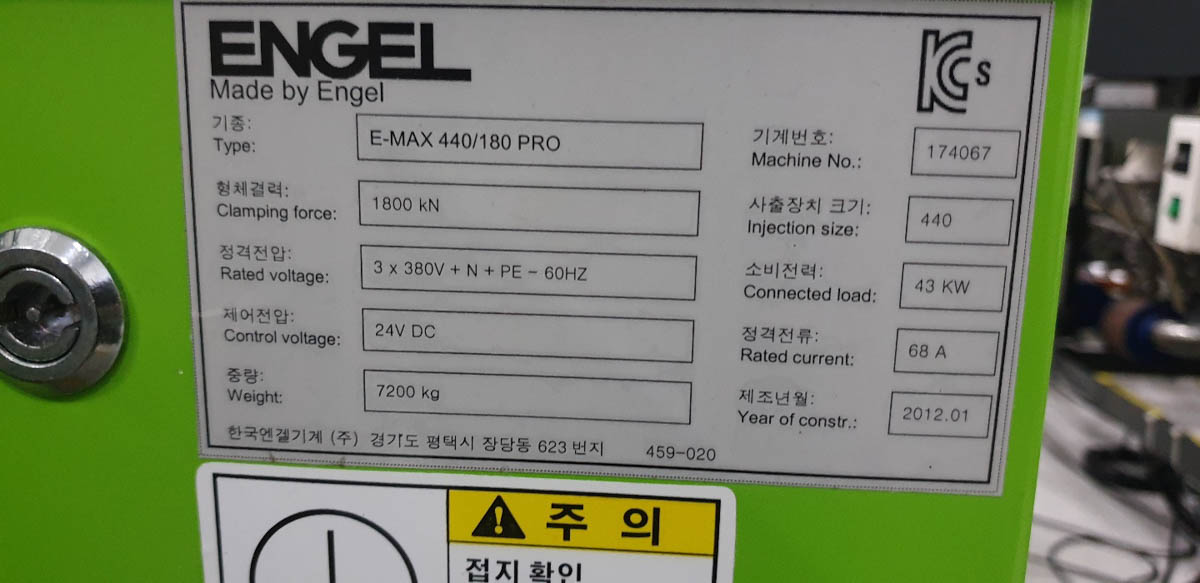 ENGEL
Made by Engel
KCs
기종:
Type:
E-MAX 440/180 PRO
기계번호:
Machine No.:
174067
형체결력:
Clamping force:
1800 kN
사출장치 크기:
Injection size:
440
정격전압:
Rated voltage:
3 x 380V + N + PE - 60HZ
소비전력:
Connected load:
43 KW
제어전압:
Control voltage:
24V DC
정격전류:
Rated current:
68 A
중량:
Weight:
7200 kg
제조년월:
Year of constr.:
2012.01
한국엔겔기계 (주) 경기도 평택시 장당동 623 번지 459-020
주 의
접지 확인